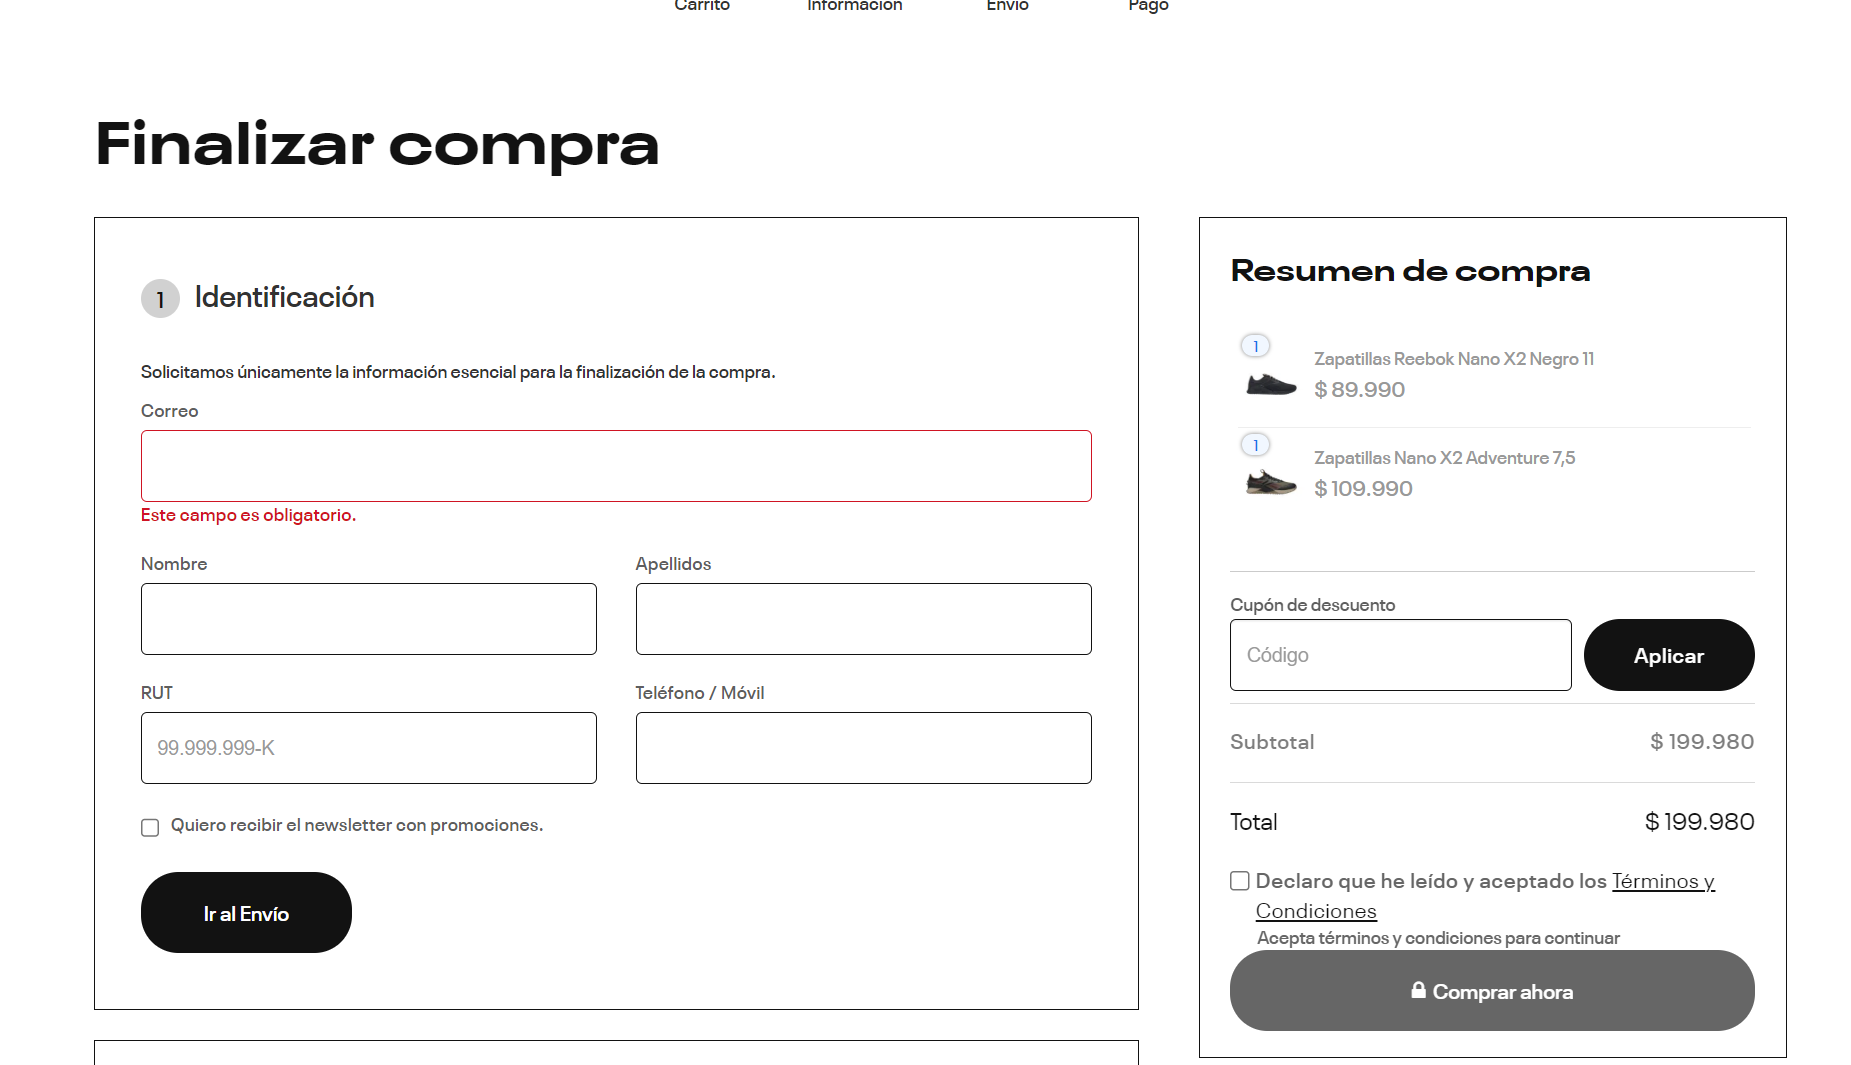 Carrito Información Envío Pago
Finalizar compra
1 Identificación
Solicitamos únicamente la información esencial para la finalización de la compra.
Correo
Este campo es obligatorio.
Nombre Apellidos
RUT Teléfono / Móvil
99.999.999-K
Quiero recibir el newsletter con promociones.
Ir al Envío
Resumen de compra
1
Zapatillas Reebok Nano X2 Negro 11
$ 89.990
1
Zapatillas Nano X2 Adventure 7,5
$ 109.990
Cupón de descuento
Código Aplicar
Subtotal $ 199.980
Total $ 199.980
Declaro que he leído y aceptado los Términos y
Condiciones
Acepta términos y condiciones para continuar
Comprar ahora